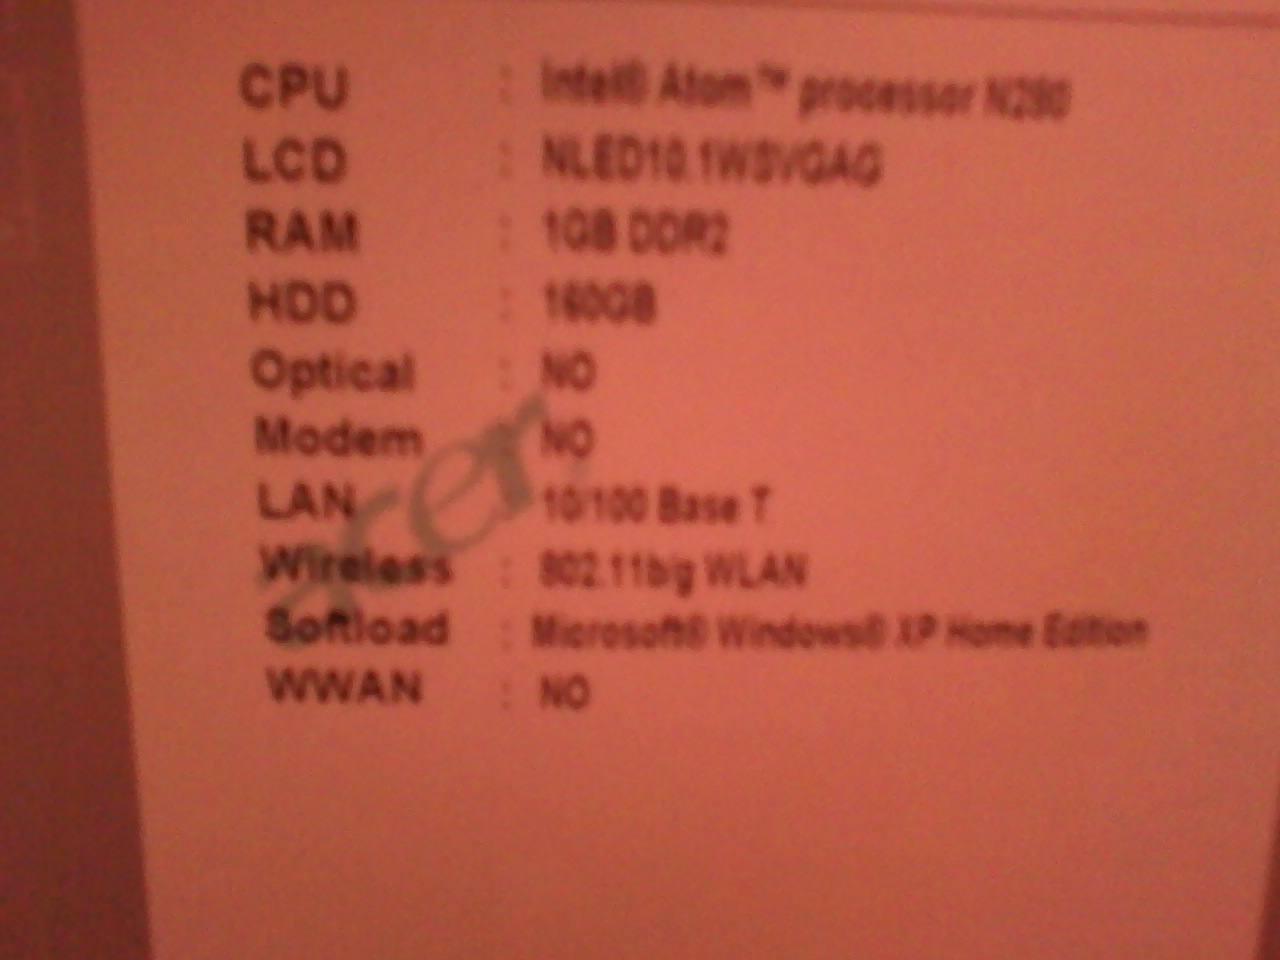 CPU : Intel® Atom™ processor N280
LCD : NLED10.1WSVGAG
RAM : 1GB DDR2
HDD : 160GB
Optical : NO
Modem : NO
LAN : 10/100 Base T
Wireless : 802.11b/g WLAN
Softload : Microsoft® Windows® XP Home Edition
WWAN : NO
acer